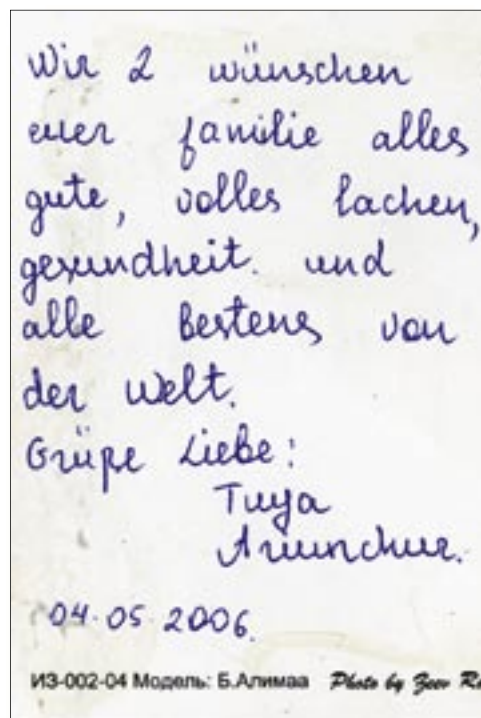 Wir 2 wünschen
euer familie alles
gute, volles lachen,
gesundheit. und
alle bestens von
der Welt.
Grüße Liebe:
Tuya
04.05.2006.
ИЗ-002-04 Модель: Б.Алимаа Photo by Zeev